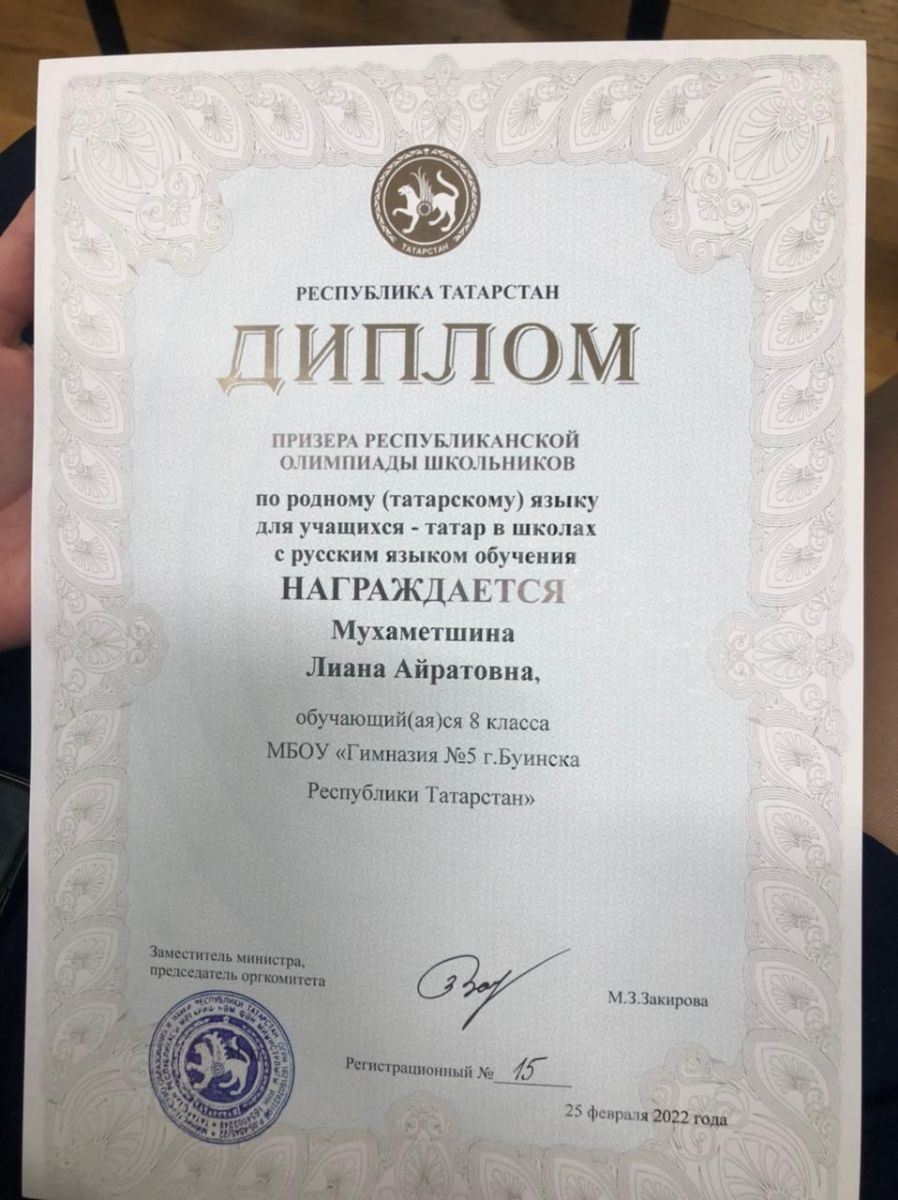 ТАТАРСТАН
РЕСПУБЛИКА ТАТАРСТАН
ДИПЛОМ
ПРИЗЕРА РЕСПУБЛИКАНСКОЙ
ОЛИМПИАДЫ ШКОЛЬНИКОВ
по родному (татарскому) языку
для учащихся - татар в школах
с русским языком обучения
НАГРАЖДАЕТСЯ
Мухаметшина
Лиана Айратовна,
обучающий(ая)ся 8 класса
МБОУ «Гимназия №5 г.Буинска
Республики Татарстан»
Заместитель министра,
председатель оргкомитета
М.З.Закирова
Регистрационный № 15
25 февраля 2022 года